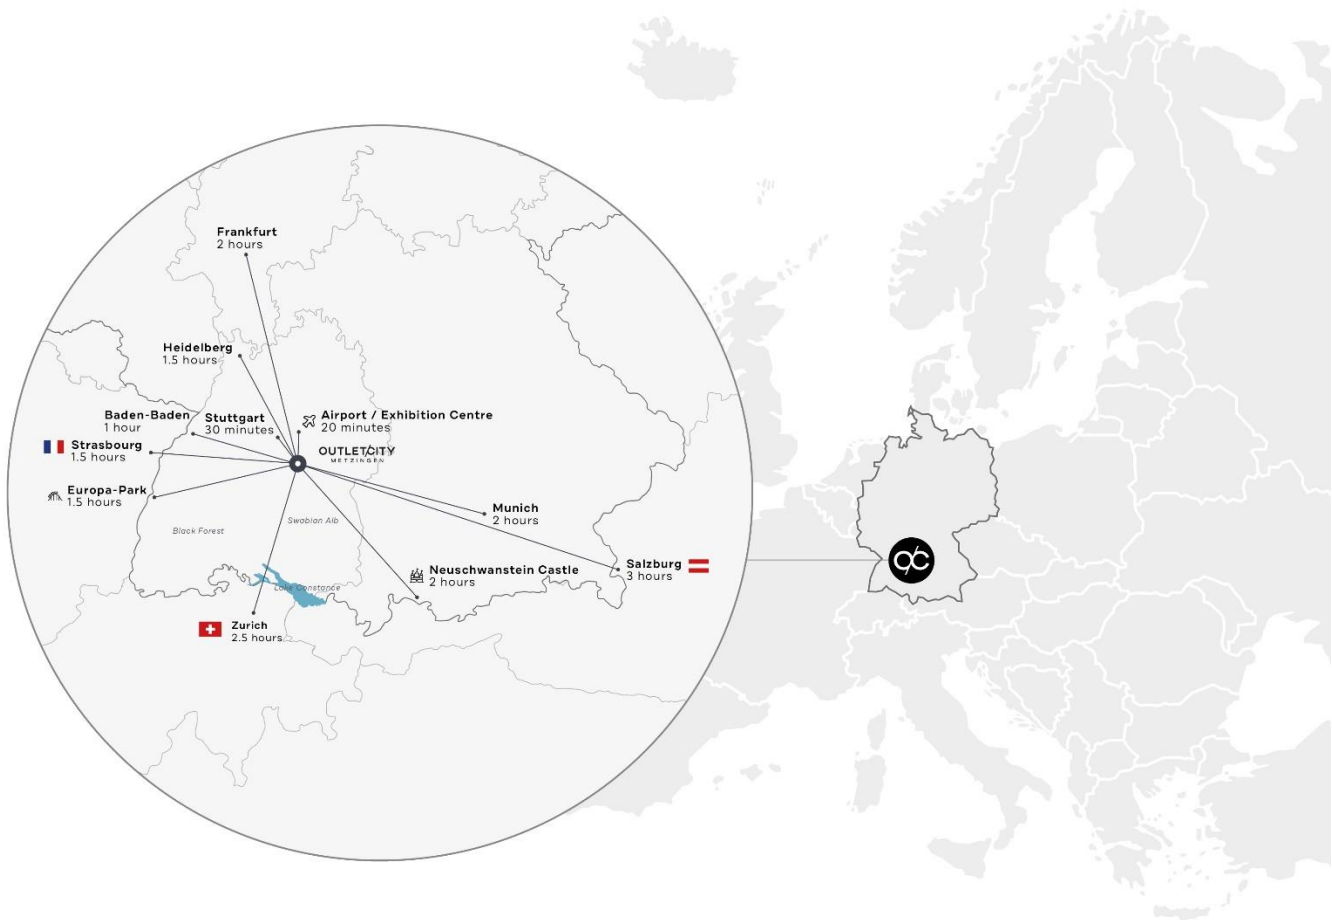 Frankfurt
2 hours
Heidelberg
1.5 hours
Baden-Baden
1 hour
Stuttgart
30 minutes
Airport / Exhibition Centre
20 minutes
Strasbourg
1.5 hours
OUTLETCITY
METZINGEN
Europa-Park
1.5 hours
Munich
2 hours
Black Forest
Swabian Alb
Salzburg
3 hours
Neuschwanstein Castle
2 hours
Lake Constance
Zurich
2.5 hours
OC